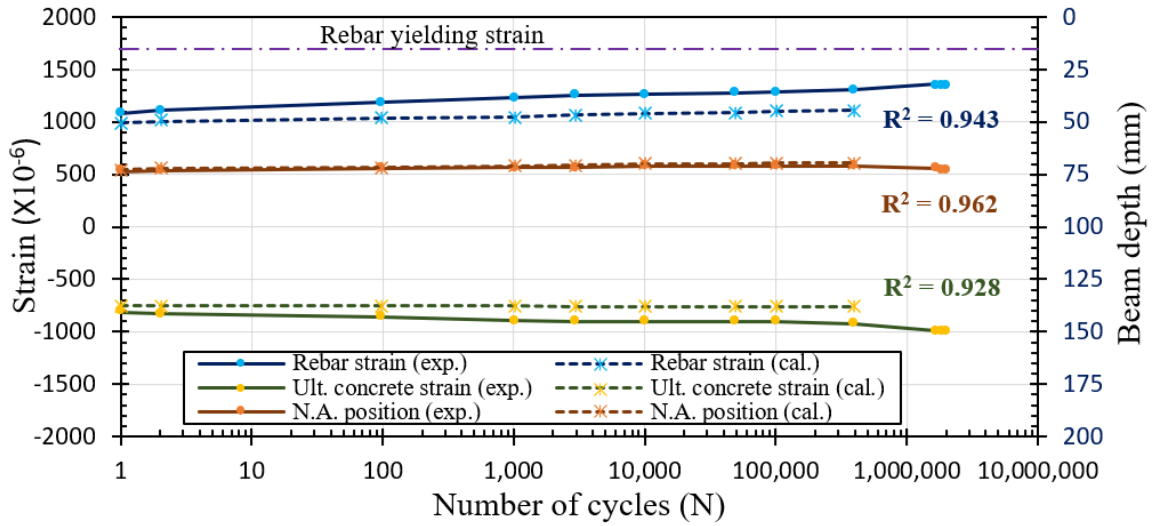 2000
1500
1000
500
0
-500
-1000
-1500
-2000
Strain (X10⁻⁶)
Rebar yielding strain
R² = 0.943
R² = 0.962
R² = 0.928
Rebar strain (exp.)
Rebar strain (cal.)
Ult. concrete strain (exp.)
Ult. concrete strain (cal.)
N.A. position (exp.)
N.A. position (cal.)
0
25
50
75
100
125
150
175
200
Beam depth (mm)
1
10
100
1,000
10,000
100,000
1,000,000
10,000,000
Number of cycles (N)